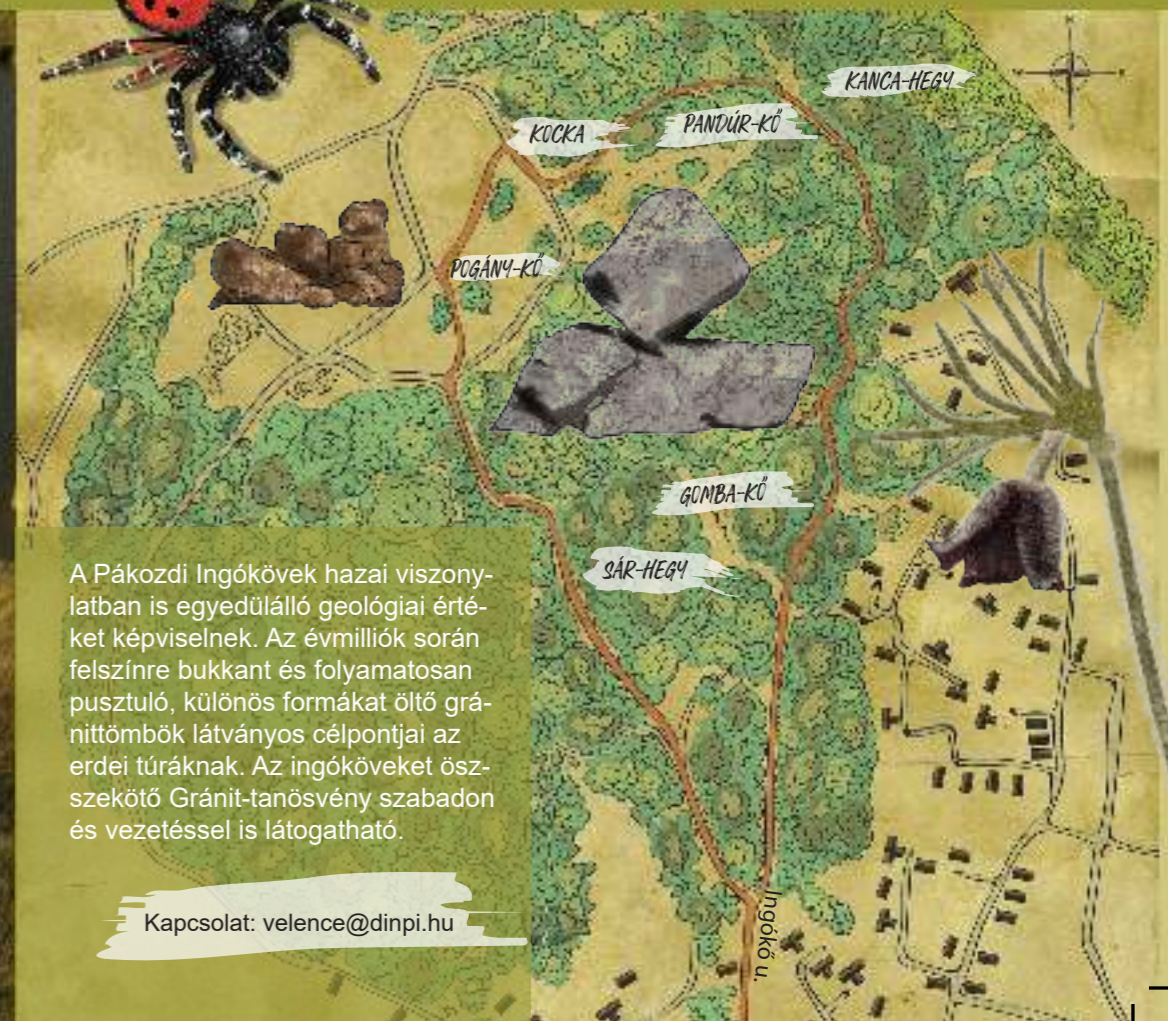 KANCA-HEGY
PANDÚR-KŐ
KOCKA
POGÁNY-KŐ
GOMBA-KŐ
SÁR-HEGY
A Pákozdi Ingókövek hazai viszony-
latban is egyedülálló geológiai érté-
ket képviselnek. Az évmilliók során
felszínre bukkant és folyamatosan
pusztuló, különös formákat öltő grá-
nittömbök látványos célpontjai az
erdei túráknak. Az ingóköveket ösz-
szekötő Gránit-tanösvény szabadon
és vezetéssel is látogatható.
Kapcsolat: velence@dinpi.hu
Ingókő u.